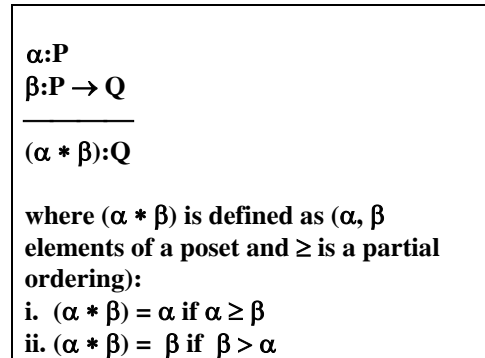 α:P
β:P → Q
(α * β):Q
where (α * β) is defined as (α, β
elements of a poset and ≥ is a partial
ordering):
i. (α * β) = α if α ≥ β
ii. (α * β) = β if β > α